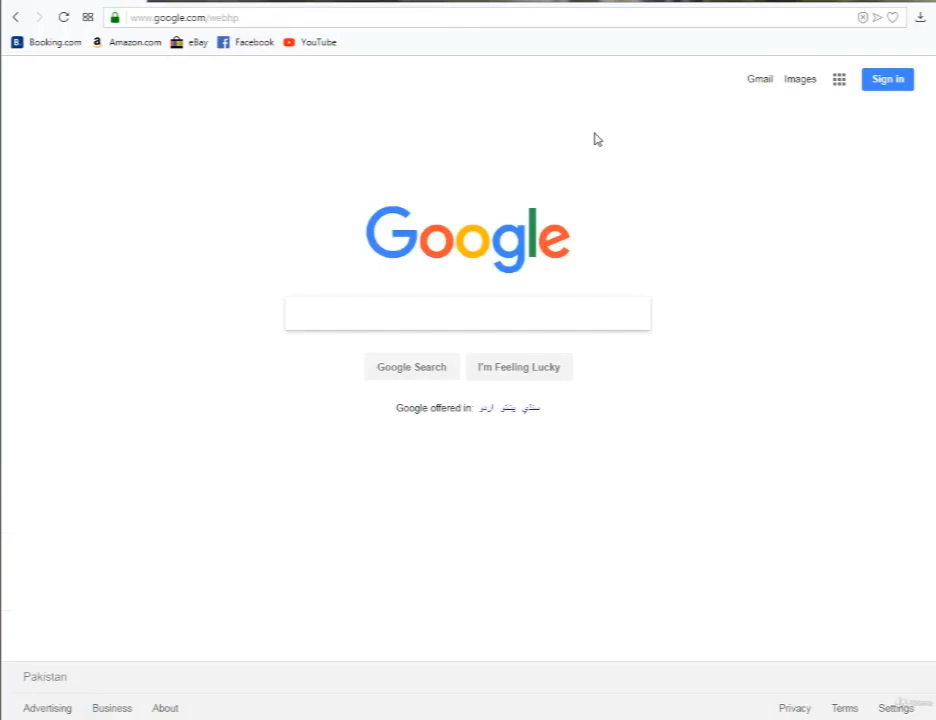 www.google.com/webhp
Booking.com Amazon.com eBay Facebook YouTube
Gmail Images Sign in
Google
Google Search I'm Feeling Lucky
Google offered in: اردو پښتو سنڌي
Pakistan
Advertising Business About Privacy Terms Settings